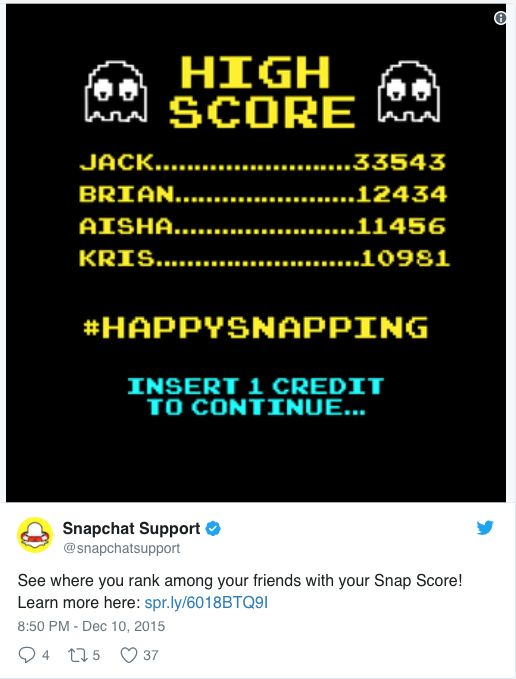 HIGH
SCORE
JACK.........................33543
BRIAN.......................12434
AISHA.......................11456
KRIS..........................10981
#HAPPYSNAPPING
INSERT 1 CREDIT
TO CONTINUE...
Snapchat Support
@snapchatsupport
See where you rank among your friends with your Snap Score!
Learn more here: spr.ly/6018BTQ9I
8:50 PM - Dec 10, 2015
4 5 37